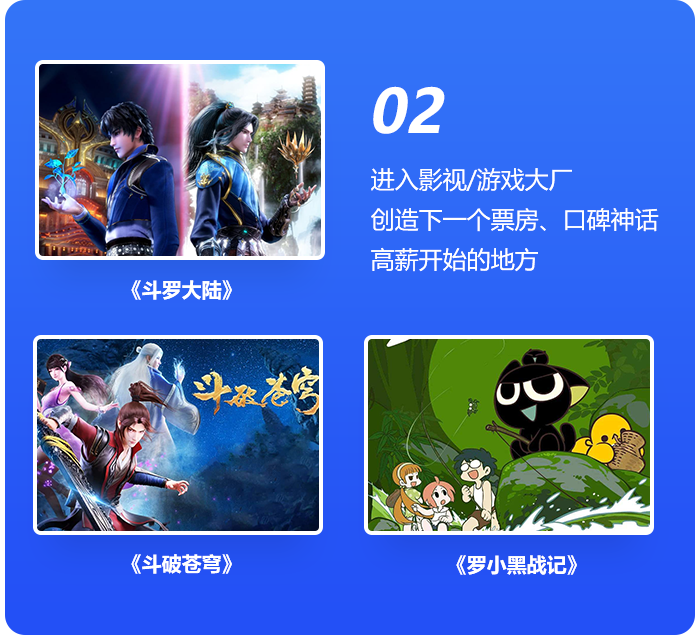 02
进入影视/游戏大厂
创造下一个票房、口碑神话
高薪开始的地方
《斗罗大陆》
斗破苍穹
《斗破苍穹》
《罗小黑战记》